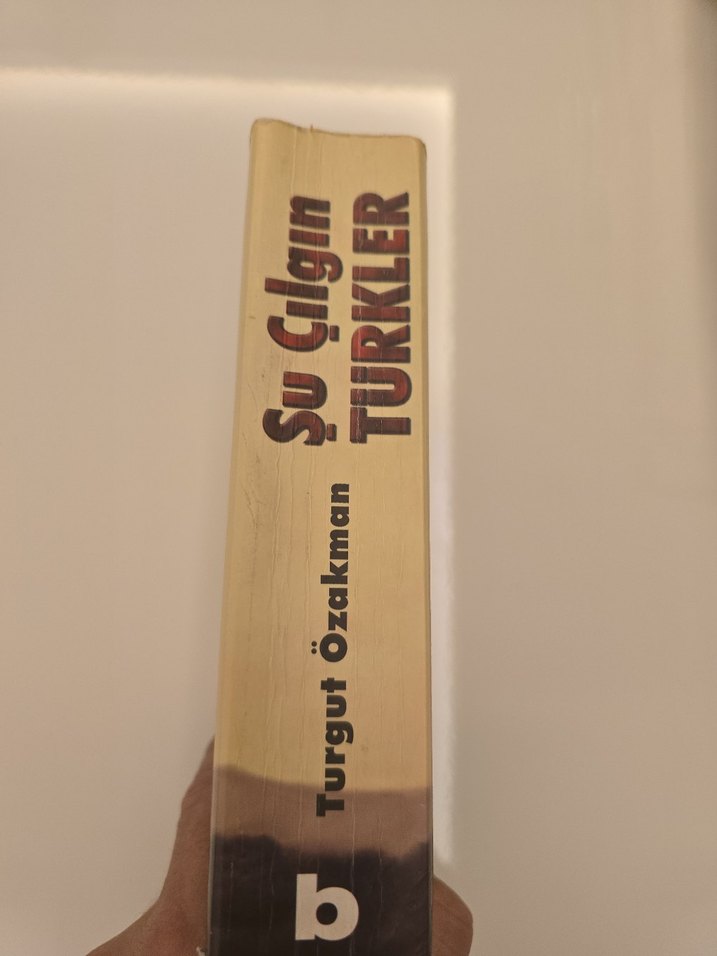 Şu Çılgın
TÜRKLER
Turgut Özakman
b